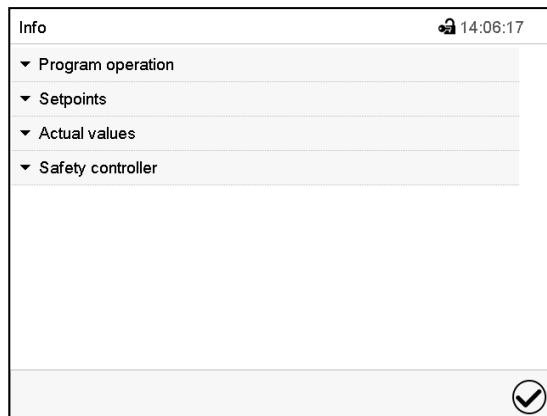 Info 14:06:17
Program operation
Setpoints
Actual values
Safety controller